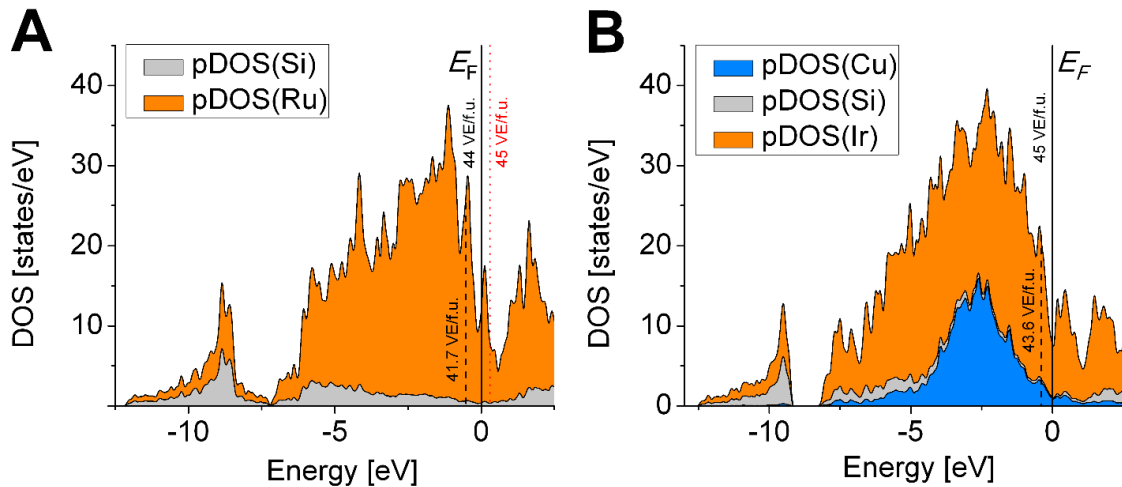 A
pDOS(Si)
pDOS(Ru)
E_F
44 VE/f.u.
45 VE/f.u.
41.7 VE/f.u.
DOS [states/eV]
40
30
20
10
0
-10
-5
0
Energy [eV]
B
pDOS(Cu)
pDOS(Si)
pDOS(Ir)
E_F
45 VE/f.u.
43.6 VE/f.u.
DOS [states/eV]
40
30
20
10
0
-10
-5
0
Energy [eV]